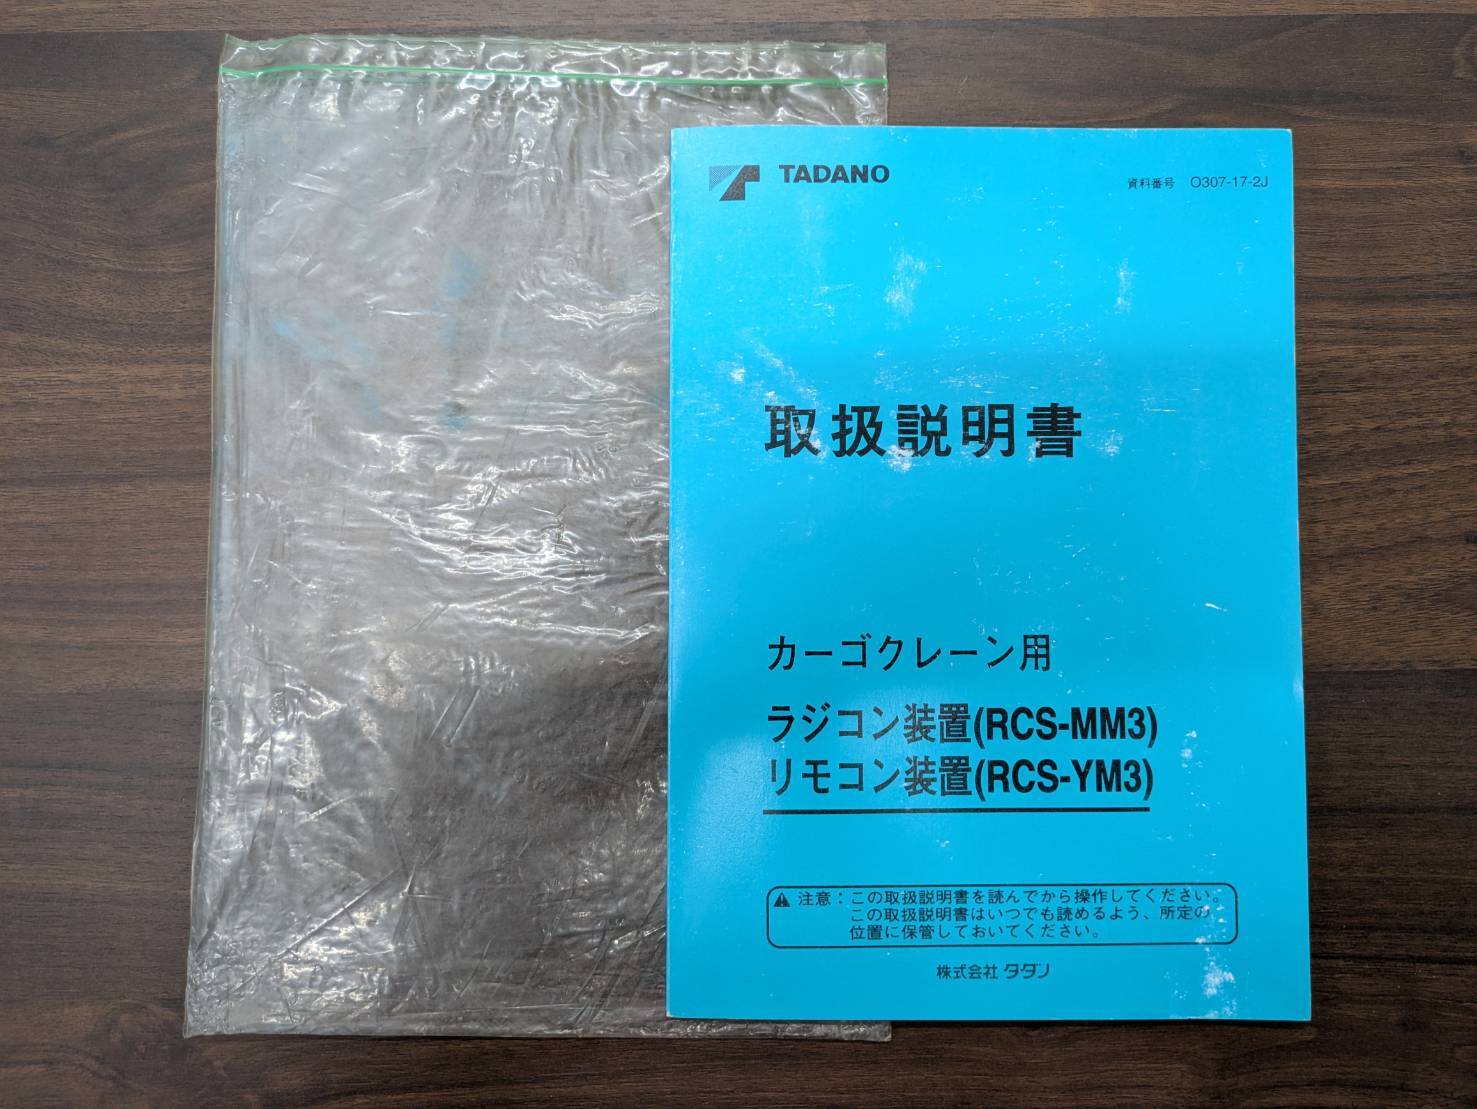 TADANO
資料番号 O307-17-2J
取扱説明書
カーゴクレーン用
ラジコン装置(RCS-MM3)
リモコン装置(RCS-YM3)
注意：この取扱説明書を読んでから操作してください。
この取扱説明書はいつでも読めるよう、所定の
位置に保管しておいてください。
株式会社 タダノ